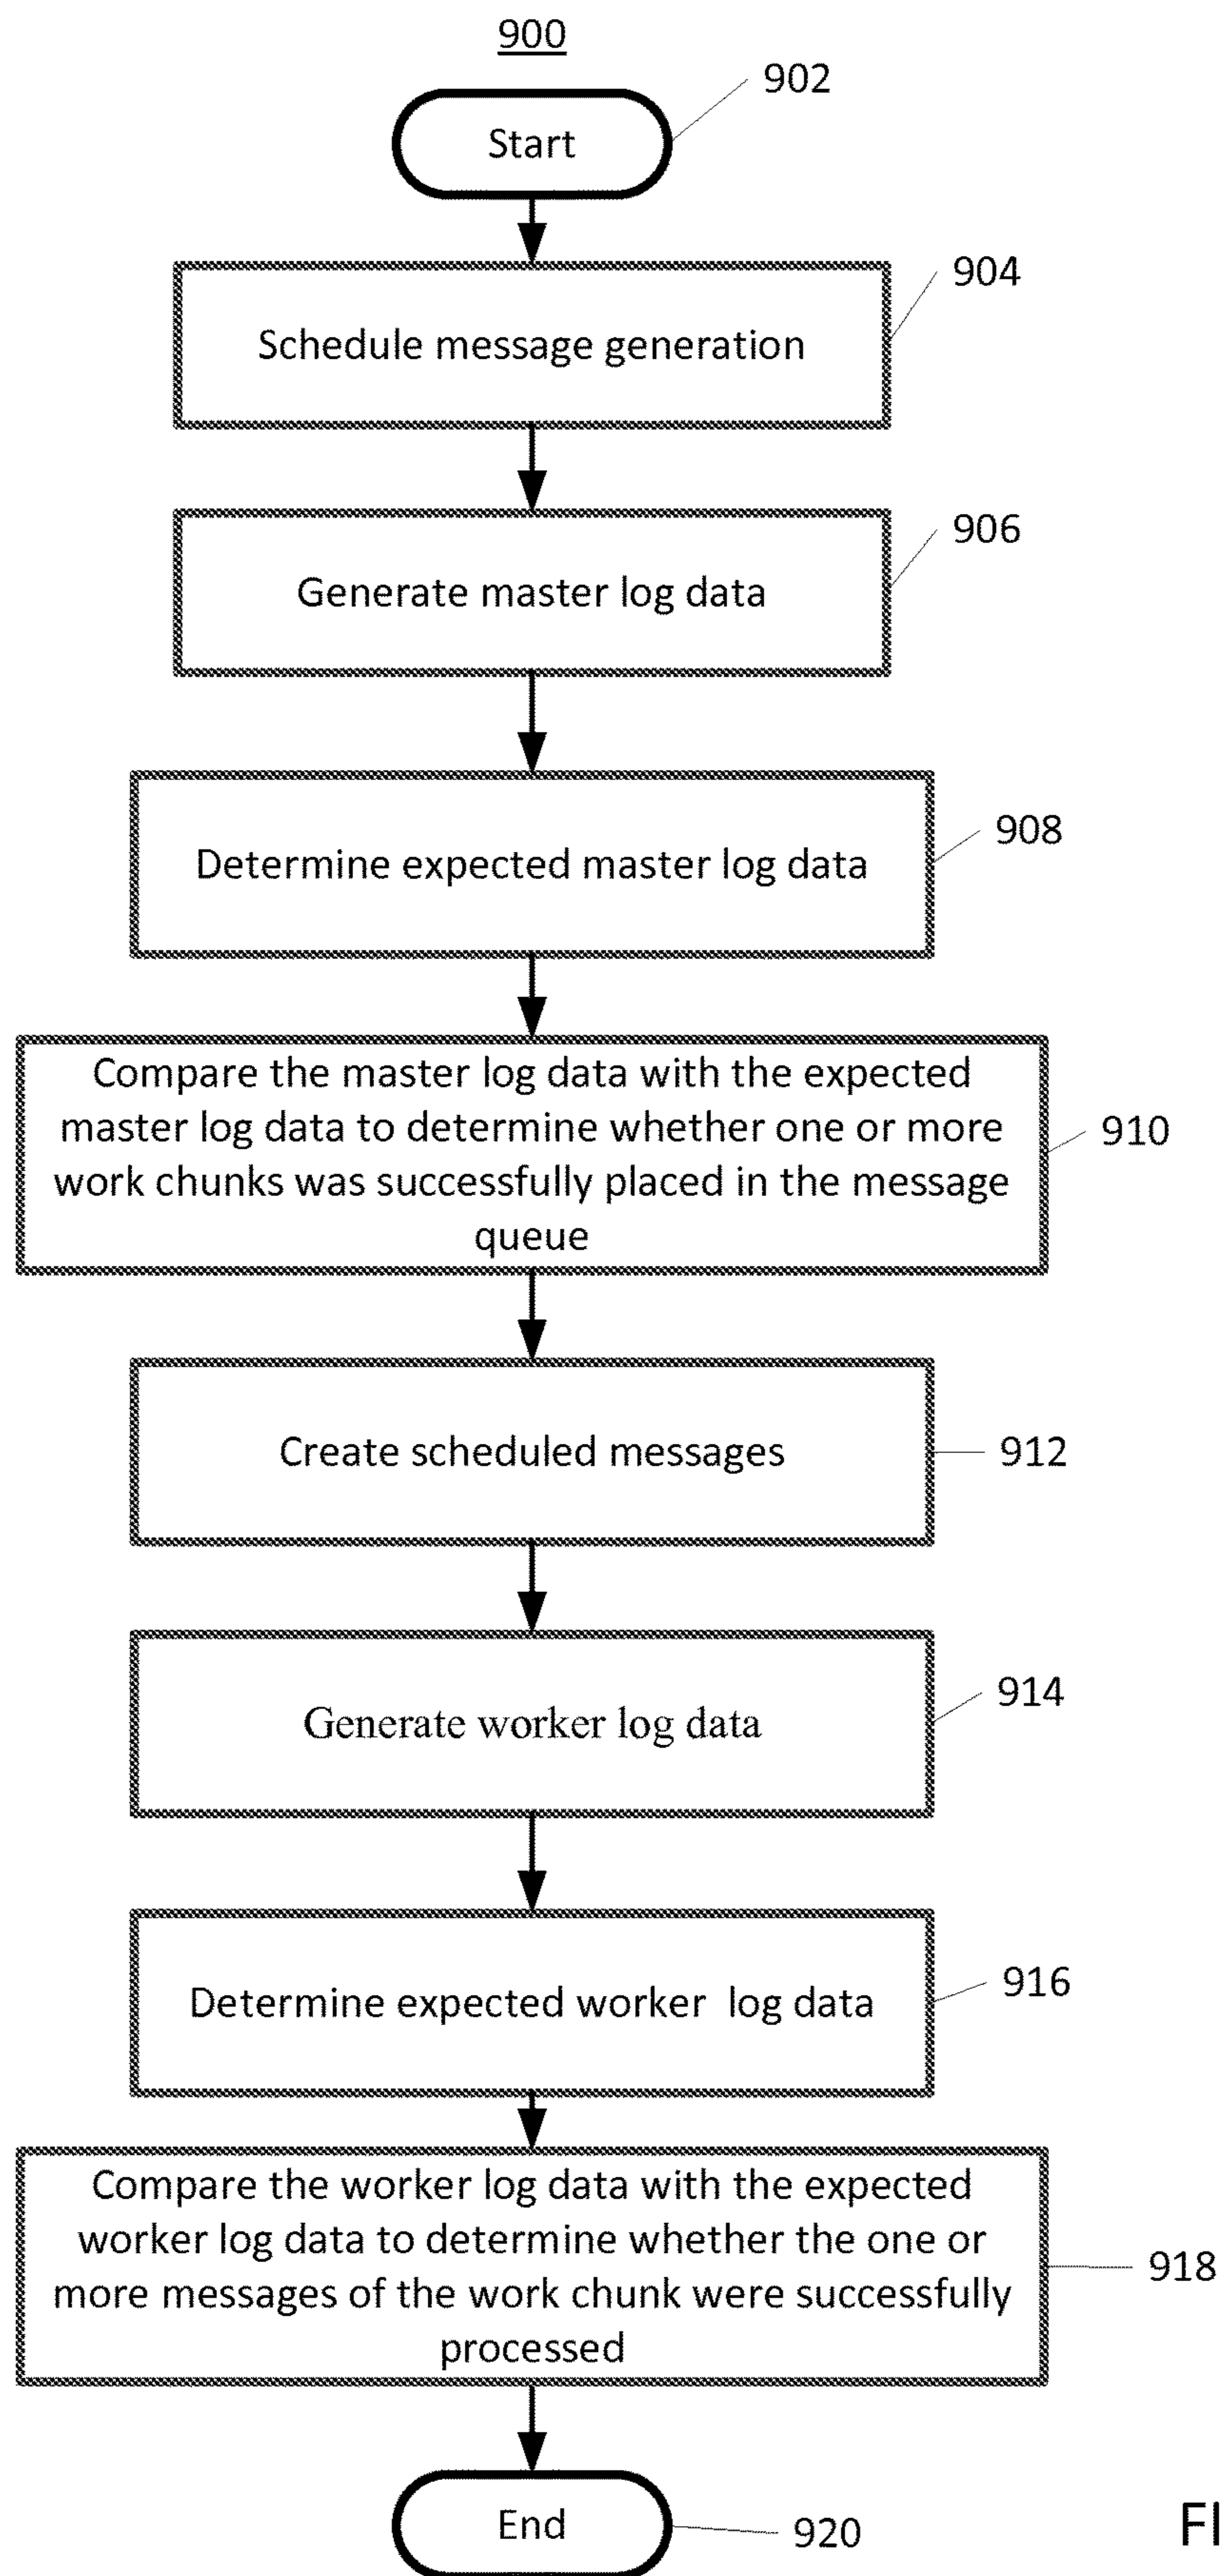 900
902
Start
904
Schedule message generation
906
Generate master log data
908
Determine expected master log data
Compare the master log data with the expected
master log data to determine whether one or more
work chunks was successfully placed in the message
queue
910
Create scheduled messages
912
914
Generate worker log data
916
Determine expected worker log data
Compare the worker log data with the expected
worker log data to determine whether the one or
more messages of the work chunk were successfully
processed
918
End
920
FI